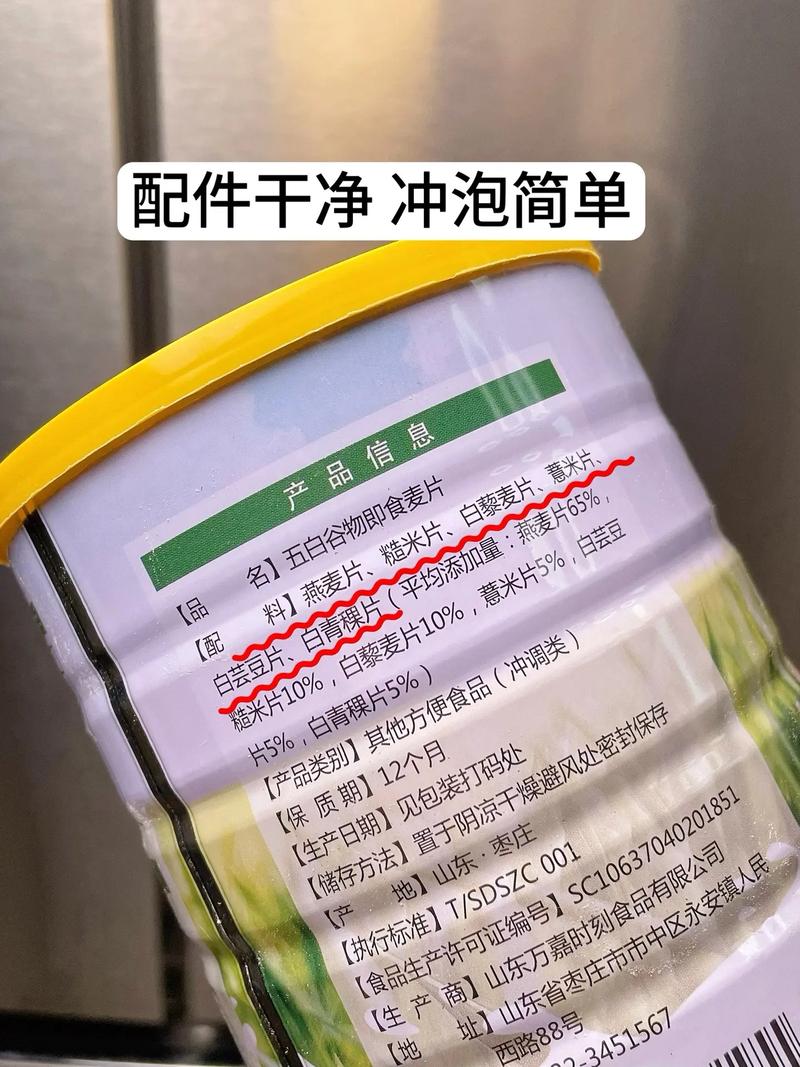 配件干净 冲泡简单
产品信息
【品 名】五白谷物即食麦片
【配 料】燕麦片、糙米片、白藜麦片、薏米片、
白芸豆片、白青稞片(平均添加量:燕麦片65%,
糙米片10%,白藜麦片10%,薏米片5%,白芸豆
片5%,白青稞片5%)
【产品类别】其他方便食品(冲调类)
【保 质 期】12个月
【生产日期】见包装打码处
【储存方法】置于阴凉干燥避风处密封保存
【产 地】山东·枣庄
【执行标准】T/SDSZC 001
【食品生产许可证编号】SC10637040201851
【生 产 商】山东万嘉时刻食品有限公司
【地 址】山东省枣庄市市中区永安镇人民
西路88号
32-3451567